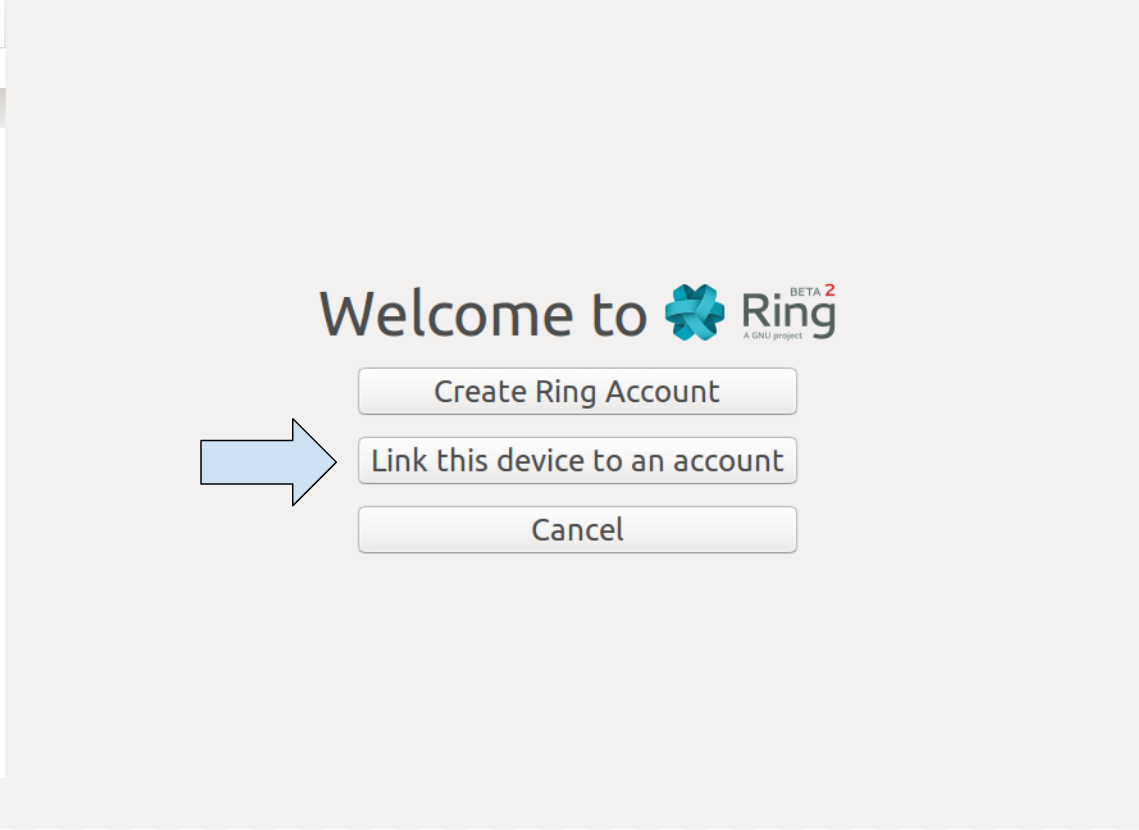 Welcome to Ring BETA 2
A GNU project
Create Ring Account
Link this device to an account
Cancel